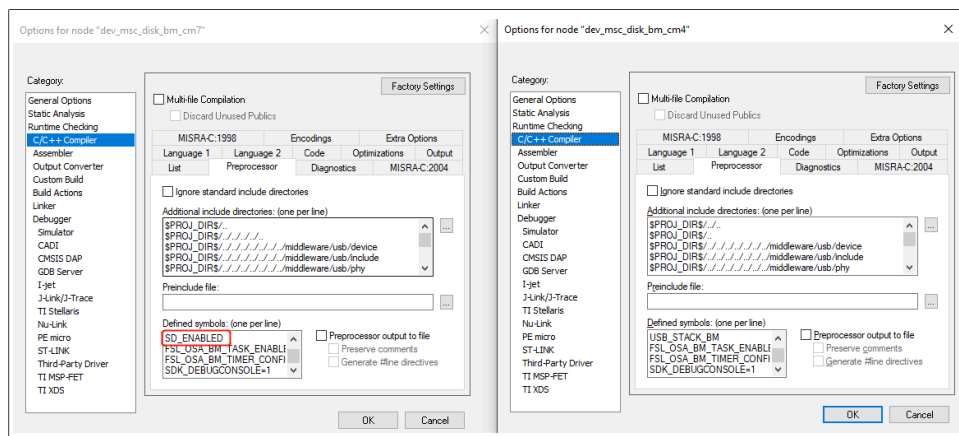 Options for node "dev_msc_disk_bm_cm7"
Category:
General Options
Static Analysis
Runtime Checking
C/C++ Compiler
Assembler
Output Converter
Custom Build
Build Actions
Linker
Debugger
Simulator
CADI
CMSIS DAP
GDB Server
I-jet
J-Link/J-Trace
TI Stellaris
Nu-Link
PE micro
ST-LINK
Third-Party Driver
TI MSP-FET
TI XDS
Factory Settings
Multi-file Compilation
Discard Unused Publics
MISRA-C:1998 Encodings Extra Options
Language 1 Language 2 Code Optimizations Output
List Preprocessor Diagnostics MISRA-C:2004
Ignore standard include directories
Additional include directories: (one per line)
$PROJ_DIR$/..
$PROJ_DIR$/../../../../..
$PROJ_DIR$/../../../../../../../middleware/usb/device
$PROJ_DIR$/../../../../../../../middleware/usb/include
$PROJ_DIR$/../../../../../../../middleware/usb/phy
...
Preinclude file:
...
Defined symbols: (one per line)
SD_ENABLED
FSL_OSA_BM_TASK_ENABLE
FSL_OSA_BM_TIMER_CONFI
SDK_DEBUGCONSOLE=1
Preprocessor output to file
Preserve comments
Generate #line directives
OK Cancel
Options for node "dev_msc_disk_bm_cm4"
Category:
General Options
Static Analysis
Runtime Checking
C/C++ Compiler
Assembler
Output Converter
Custom Build
Build Actions
Linker
Debugger
Simulator
CADI
CMSIS DAP
GDB Server
I-jet
J-Link/J-Trace
TI Stellaris
Nu-Link
PE micro
ST-LINK
Third-Party Driver
TI MSP-FET
TI XDS
Factory Settings
Multi-file Compilation
Discard Unused Publics
MISRA-C:1998 Encodings Extra Options
Language 1 Language 2 Code Optimizations Output
List Preprocessor Diagnostics MISRA-C:2004
Ignore standard include directories
Additional include directories: (one per line)
$PROJ_DIR$/../..
$PROJ_DIR$/..
$PROJ_DIR$/../../../../../../../middleware/usb/device
$PROJ_DIR$/../../../../../../../middleware/usb/include
$PROJ_DIR$/../../../../../../../middleware/usb/phy
...
Preinclude file:
...
Defined symbols: (one per line)
USB_STACK_BM
FSL_OSA_BM_TASK_ENABLE
FSL_OSA_BM_TIMER_CONFI
SDK_DEBUGCONSOLE=1
Preprocessor output to file
Preserve comments
Generate #line directives
OK Cancel